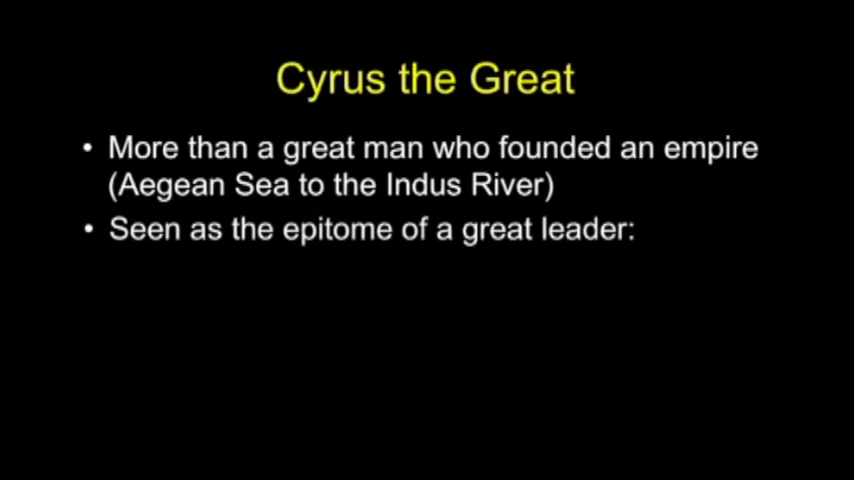 Cyrus the Great
• More than a great man who founded an empire
(Aegean Sea to the Indus River)
• Seen as the epitome of a great leader: